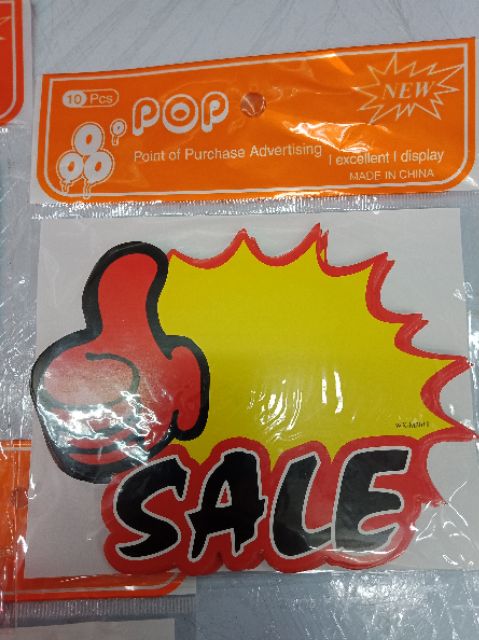 10 Pcs
POP
NEW
Point of Purchase Advertising
I excellent I display
MADE IN CHINA
SALE